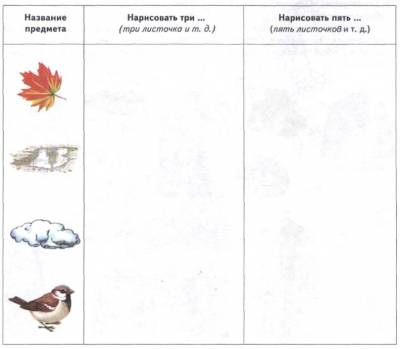 Название
предмета
Нарисовать три ...
(три листочка и т. д.)
Нарисовать пять ...
(пять листочков и т. д.)